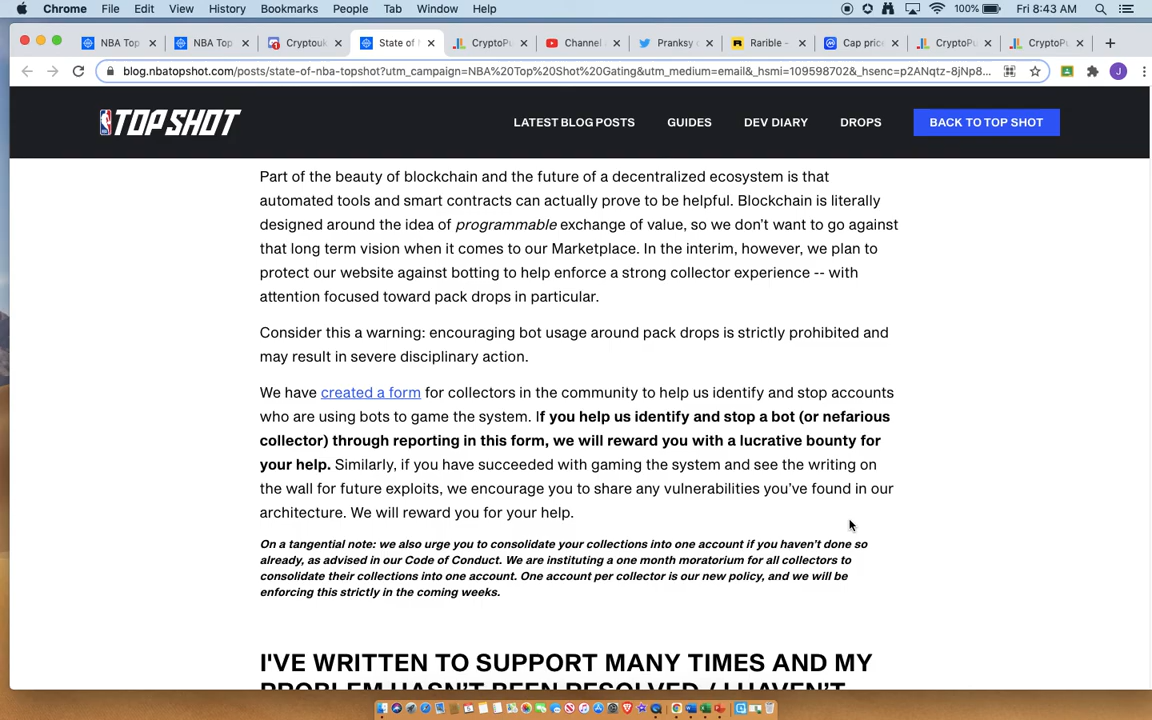 Chrome File Edit View History Bookmarks People Tab Window Help 100% Fri 8:43 AM
NBA Top NBA Top Cryptouk State of CryptoPu Channel Pranksy Rarible - Cap price CryptoPu CryptoPu
blog.nbatopshot.com/posts/state-of-nba-topshot?utm_campaign=NBA%20Top%20Shot%20Gating&utm_medium=email&_hsmi=109598702&_hsenc=p2ANqtz-8jNp8...
TOP SHOT
LATEST BLOG POSTS GUIDES DEV DIARY DROPS BACK TO TOP SHOT
Part of the beauty of blockchain and the future of a decentralized ecosystem is that
automated tools and smart contracts can actually prove to be helpful. Blockchain is literally
designed around the idea of programmable exchange of value, so we don't want to go against
that long term vision when it comes to our Marketplace. In the interim, however, we plan to
protect our website against botting to help enforce a strong collector experience -- with
attention focused toward pack drops in particular.
Consider this a warning: encouraging bot usage around pack drops is strictly prohibited and
may result in severe disciplinary action.
We have created a form for collectors in the community to help us identify and stop accounts
who are using bots to game the system. If you help us identify and stop a bot (or nefarious
collector) through reporting in this form, we will reward you with a lucrative bounty for
your help. Similarly, if you have succeeded with gaming the system and see the writing on
the wall for future exploits, we encourage you to share any vulnerabilities you've found in our
architecture. We will reward you for your help.
On a tangential note: we also urge you to consolidate your collections into one account if you haven't done so
already, as advised in our Code of Conduct. We are instituting a one month moratorium for all collectors to
consolidate their collections into one account. One account per collector is our new policy, and we will be
enforcing this strictly in the coming weeks.
I'VE WRITTEN TO SUPPORT MANY TIMES AND MY
PROBLEM HASN'T BEEN RESOLVED / I HAVEN'T